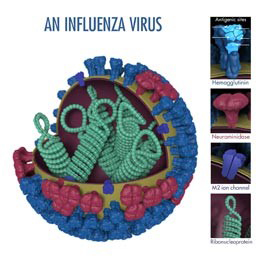 AN INFLUENZA VIRUS
Antigenic sites
Hemagglutinin
Neuraminidase
M2 ion channel
Ribonucleoprotein